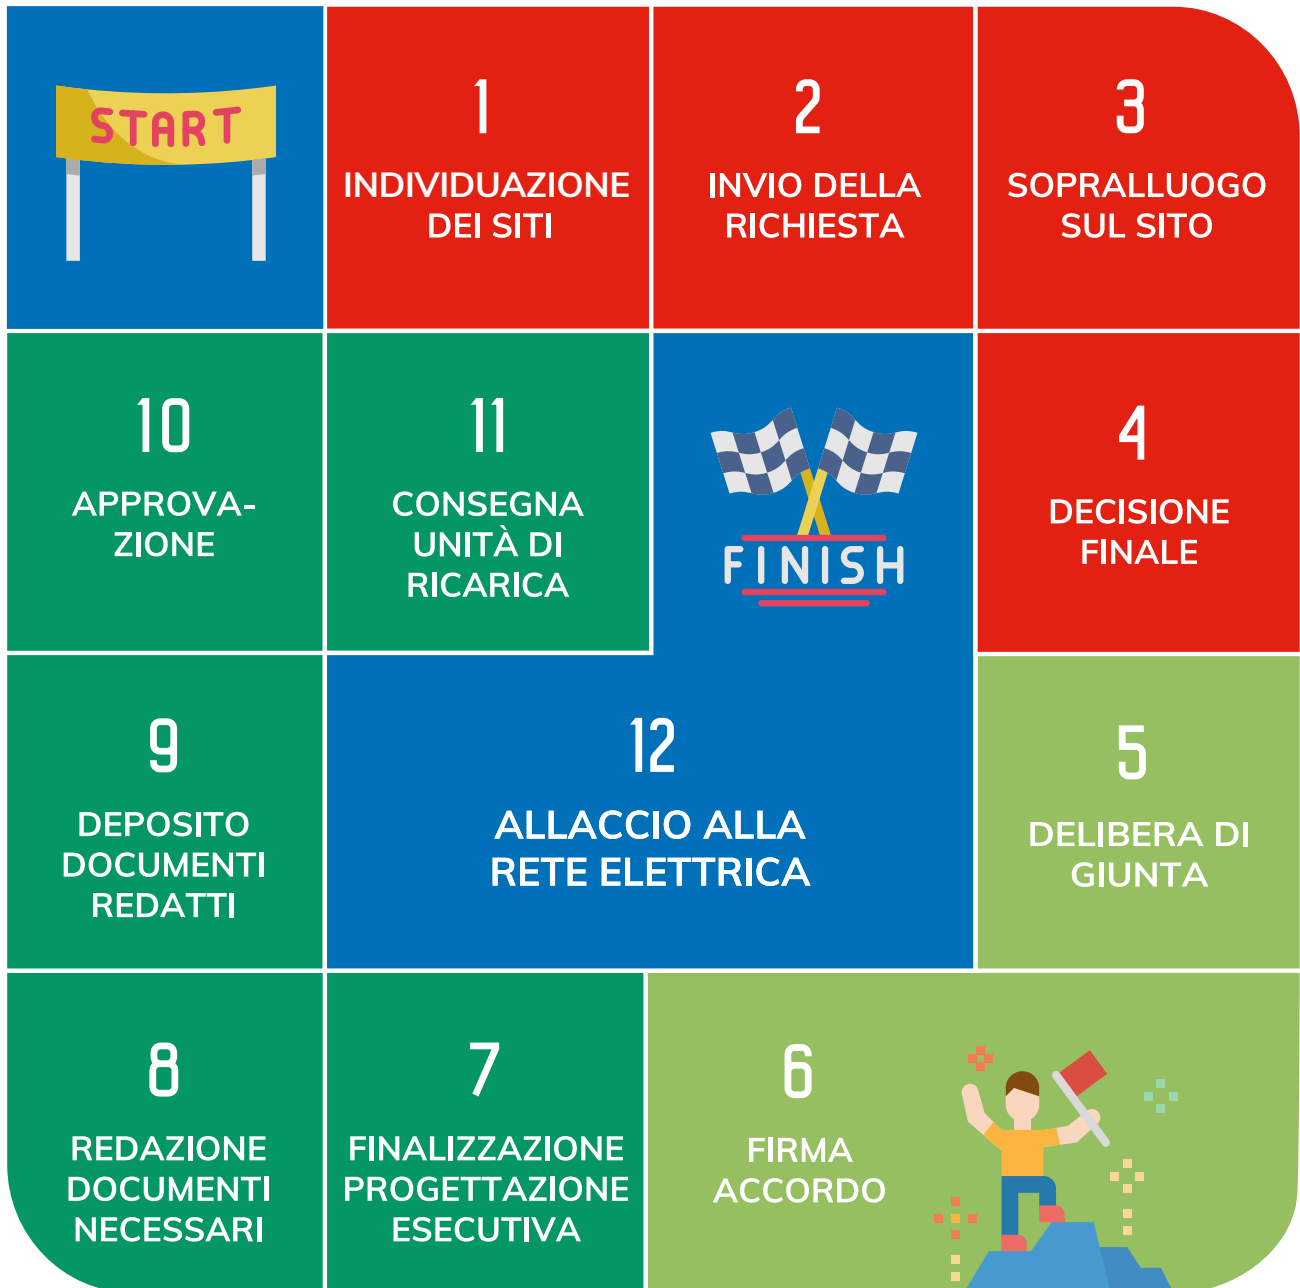 START
1
INDIVIDUAZIONE
DEI SITI
2
INVIO DELLA
RICHIESTA
3
SOPRALLUOGO
SUL SITO
10
APPROVA-
ZIONE
11
CONSEGNA
UNITÀ DI
RICARICA
FINISH
4
DECISIONE
FINALE
9
DEPOSITO
DOCUMENTI
REDATTI
12
ALLACCIO ALLA
RETE ELETTRICA
5
DELIBERA DI
GIUNTA
8
REDAZIONE
DOCUMENTI
NECESSARI
7
FINALIZZAZIONE
PROGETTAZIONE
ESECUTIVA
6
FIRMA
ACCORDO